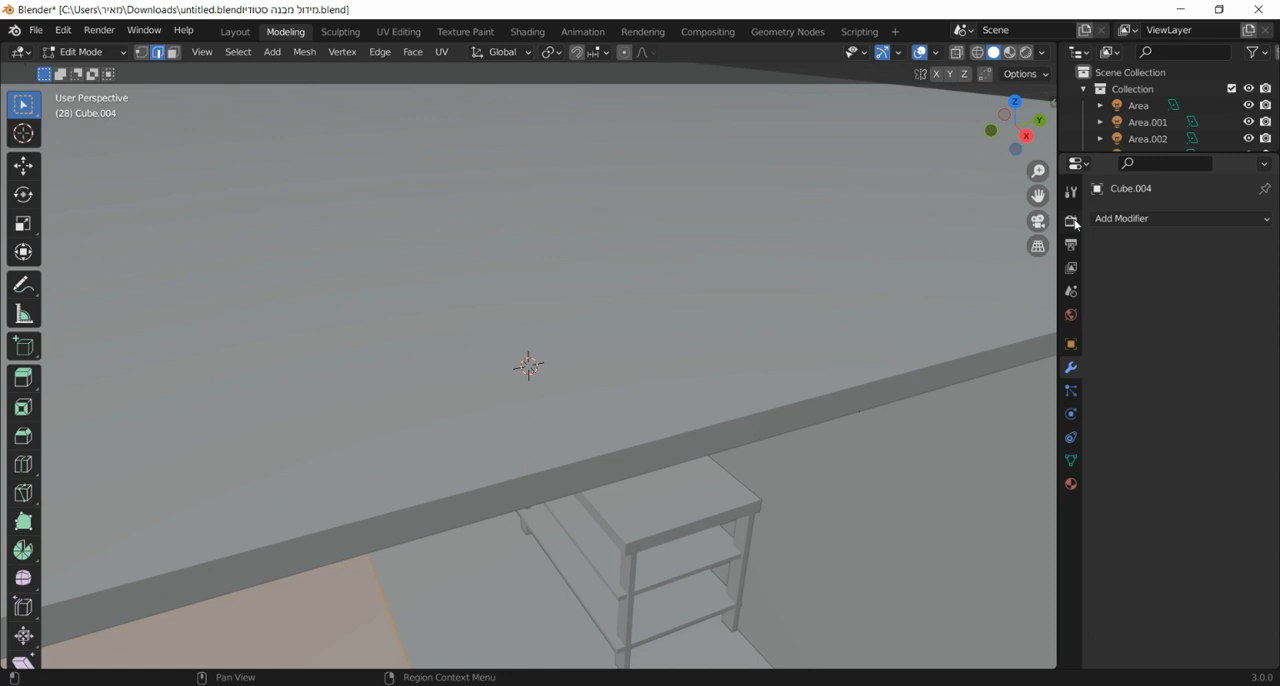 Blender* [C:\Users\מאיר\Downloads\untitled.blendמידול מבנה סטודיו.blend]
File Edit Render Window Help Layout Modeling Sculpting UV Editing Texture Paint Shading Animation Rendering Compositing Geometry Nodes Scripting + Scene ViewLayer
Edit Mode View Select Add Mesh Vertex Edge Face UV Global
X Y Z Options
Scene Collection
Collection
Area
Area.001
Area.002
User Perspective
(28) Cube.004
Z
Y
X
Cube.004
Add Modifier
Pan View Region Context Menu 3.0.0